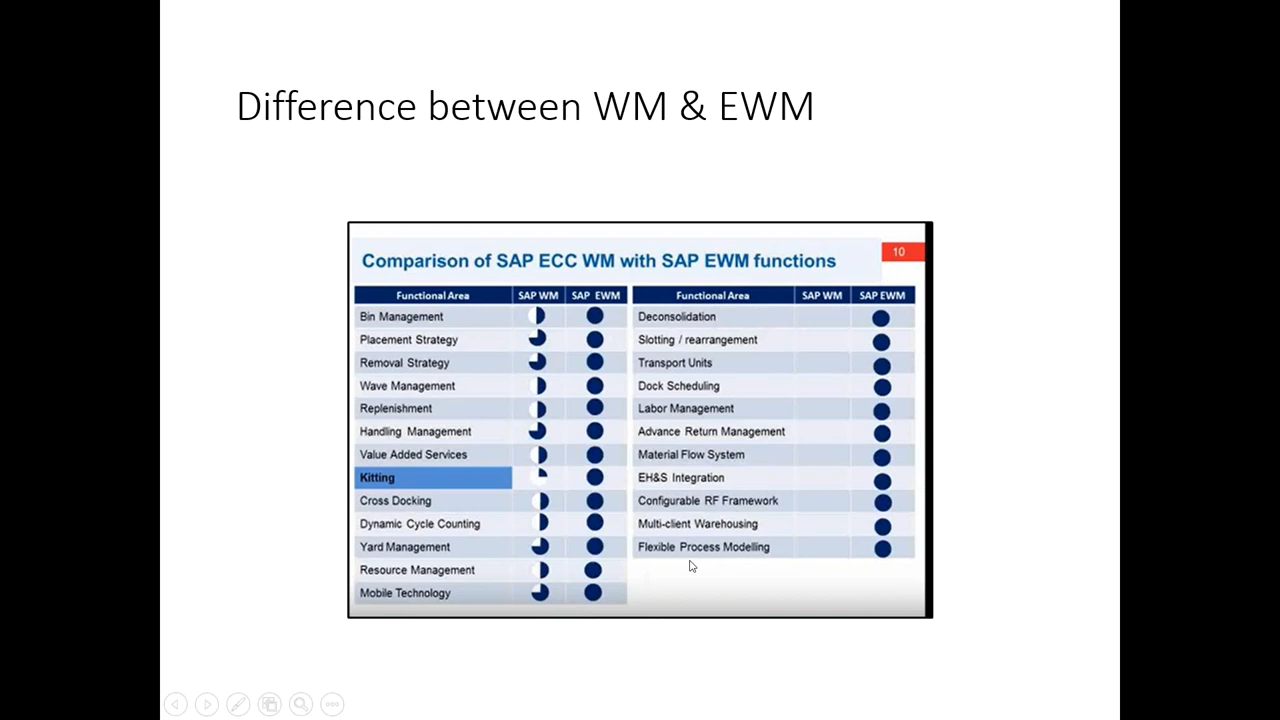 Difference between WM & EWM
10
Comparison of SAP ECC WM with SAP EWM functions
Functional Area SAP WM SAP EWM
Bin Management
Placement Strategy
Removal Strategy
Wave Management
Replenishment
Handling Management
Value Added Services
Kitting
Cross Docking
Dynamic Cycle Counting
Yard Management
Resource Management
Mobile Technology
Functional Area SAP WM SAP EWM
Deconsolidation
Slotting / rearrangement
Transport Units
Dock Scheduling
Labor Management
Advance Return Management
Material Flow System
EH&S Integration
Configurable RF Framework
Multi-client Warehousing
Flexible Process Modelling